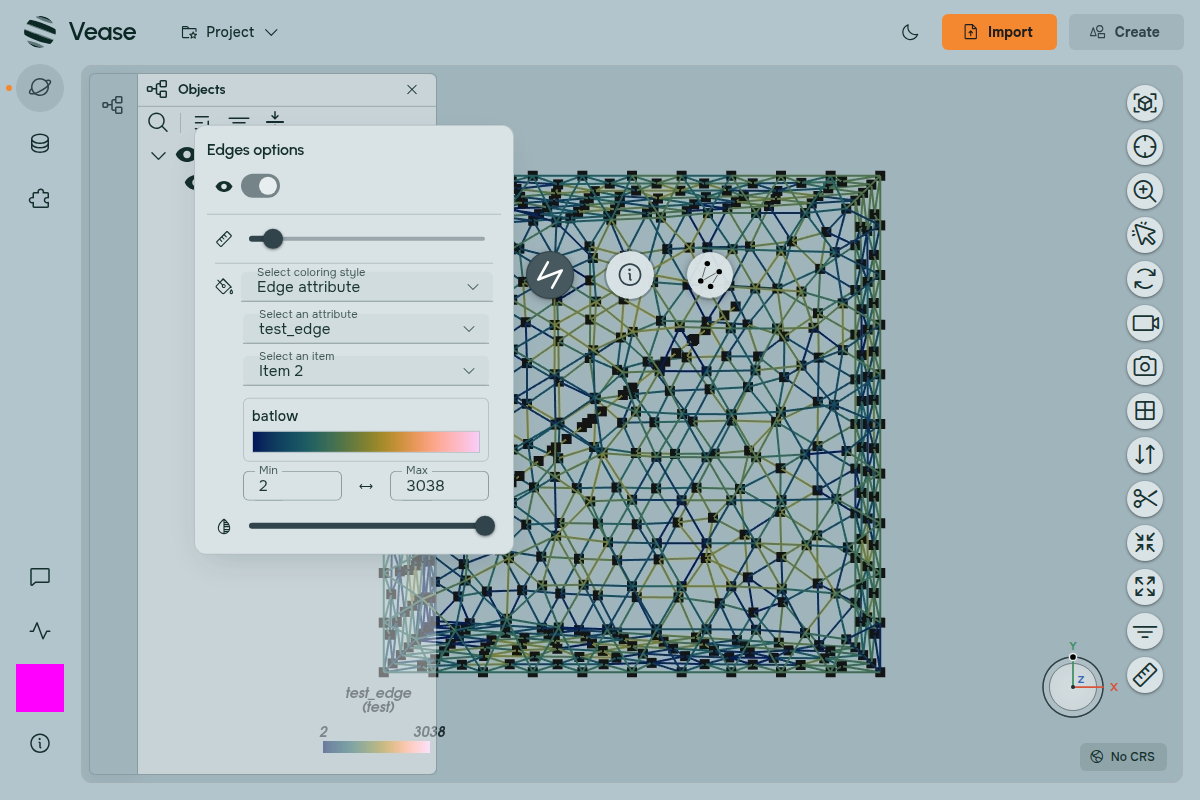 Vease
Project
Import
Create
Objects
Edges options
Select coloring style
Edge attribute
Select an attribute
test_edge
Select an item
Item 2
batlow
Min
2
Max
3038
test_edge
(test)
2
3038
Y
Z
X
No CRS